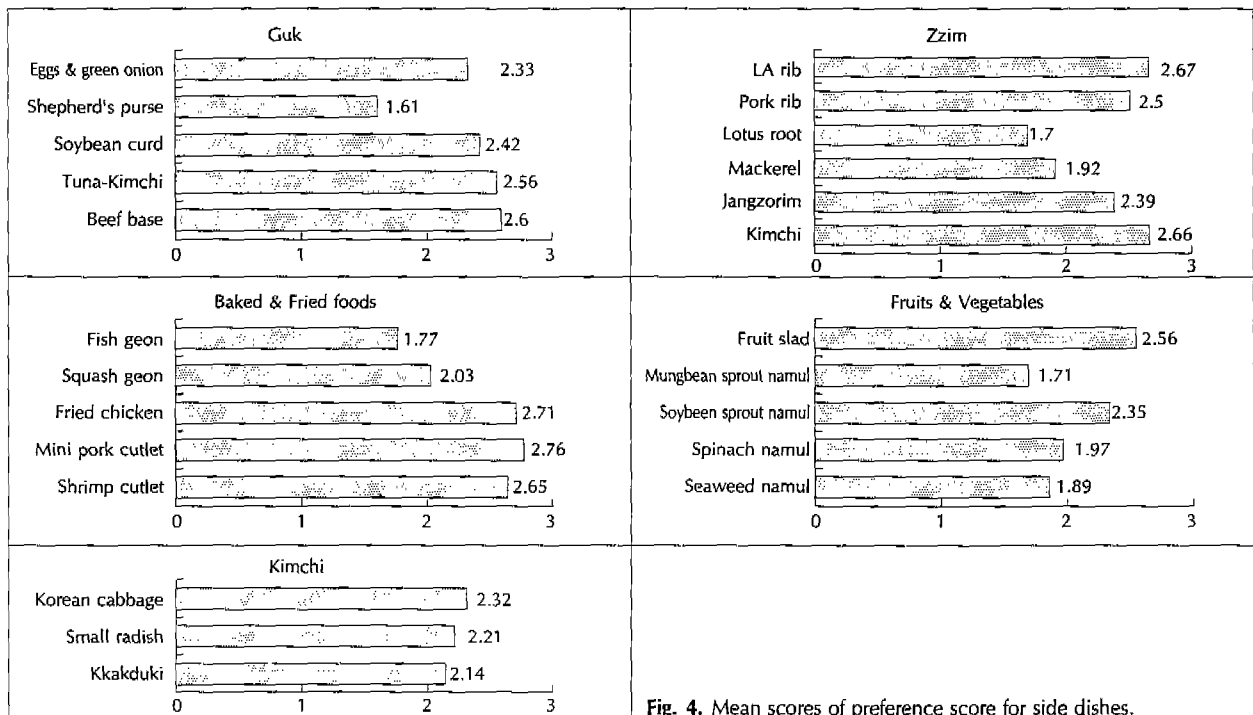 Guk
Eggs & green onion 2.33
Shepherd's purse 1.61
Soybean curd 2.42
Tuna-Kimchi 2.56
Beef base 2.6
0 1 2 3
Zzim
LA rib 2.67
Pork rib 2.5
Lotus root 1.7
Mackerel 1.92
Jangzorim 2.39
Kimchi 2.66
0 1 2 3
Baked & Fried foods
Fish geon 1.77
Squash geon 2.03
Fried chicken 2.71
Mini pork cutlet 2.76
Shrimp cutlet 2.65
0 1 2 3
Fruits & Vegetables
Fruit slad 2.56
Mungbean sprout namul 1.71
Soybeen sprout namul 2.35
Spinach namul 1.97
Seaweed namul 1.89
0 1 2 3
Kimchi
Korean cabbage 2.32
Small radish 2.21
Kkakduki 2.14
0 1 2 3
Fig. 4. Mean scores of preference score for side dishes.